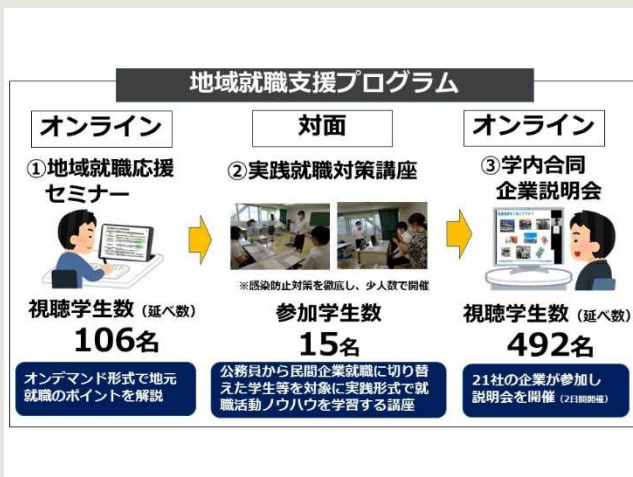 地域就職支援プログラム
オンライン
①地域就職応援
セミナー
視聴学生数（延べ数）
106名
オンデマンド形式で地元
就職のポイントを解説
対面
②実践就職対策講座
※感染防止対策を徹底し、少人数で開催
参加学生数
15名
公務員から民間企業就職に切り替
えた学生等を対象に実践形式で就
職活動ノウハウを学習する講座
オンライン
③学内合同
企業説明会
視聴学生数（延べ数）
492名
21社の企業が参加し
説明会を開催（2日間開催）